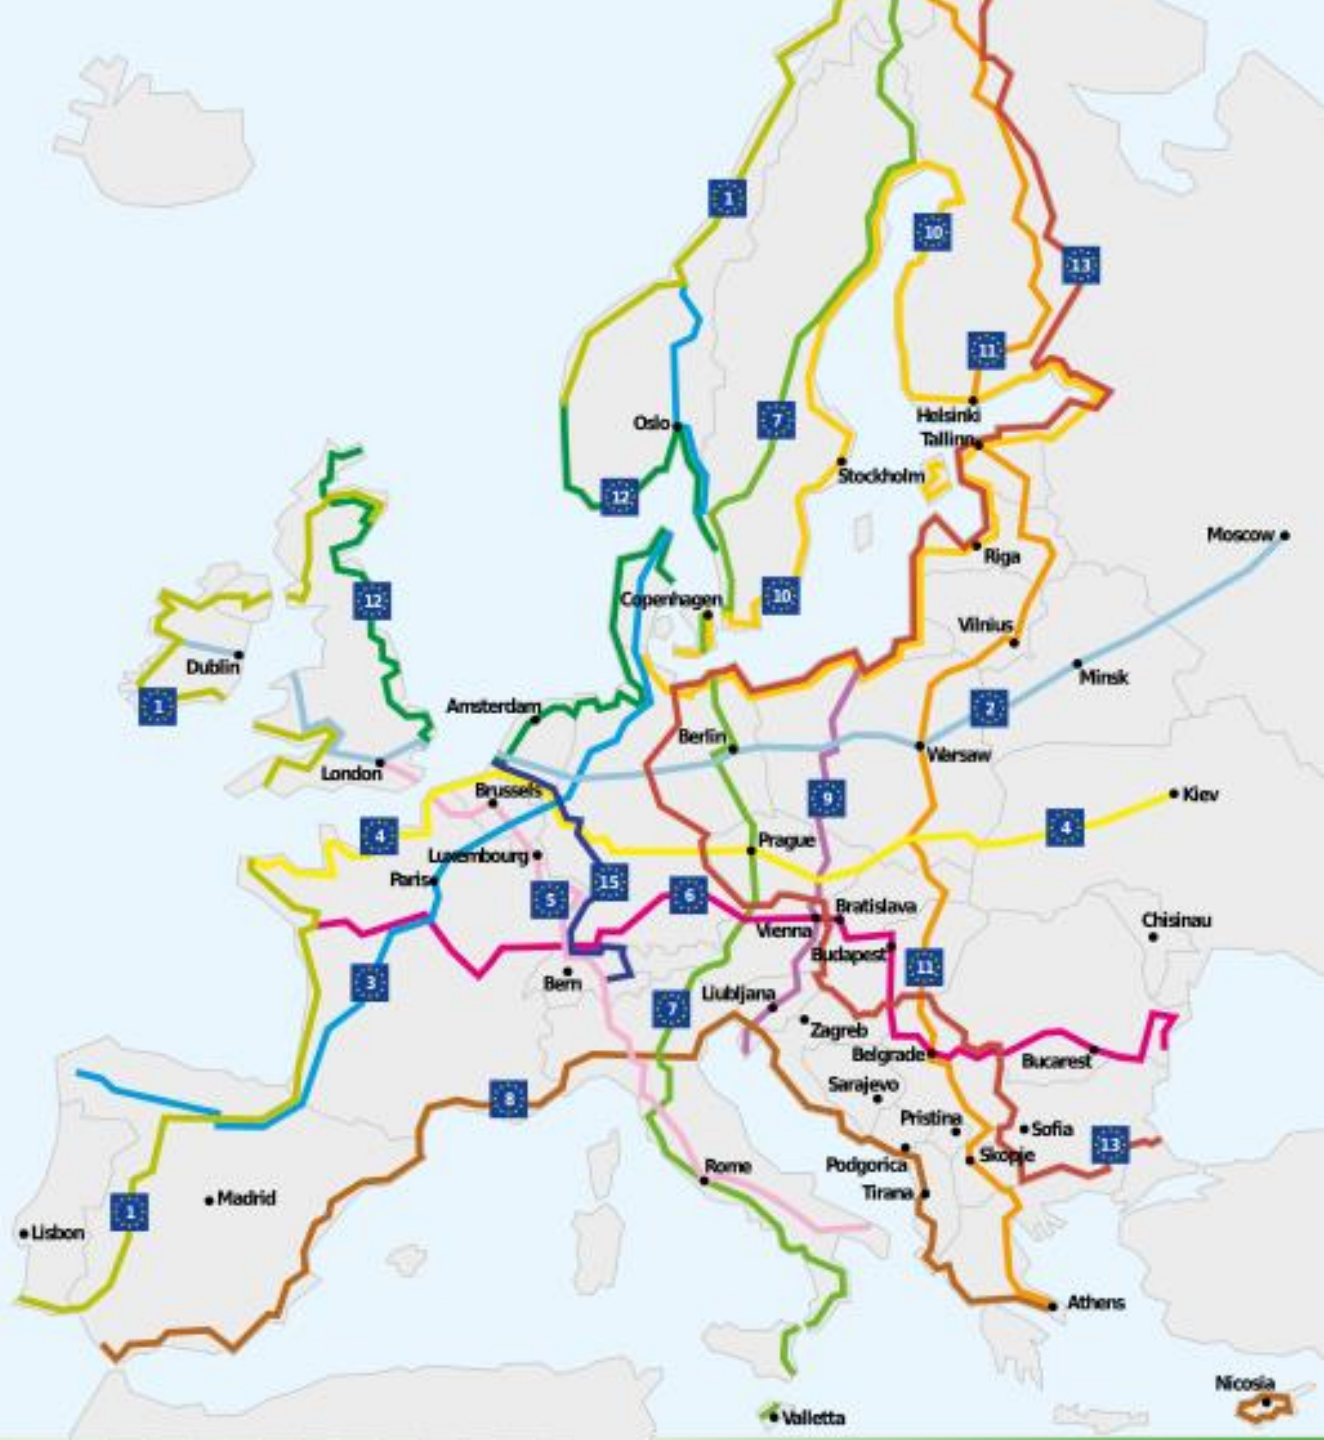 1
10
13
11
Helsinki
7
Oslo
Tallinn
Stockholm
12
Moscow
Riga
10
12
Copenhagen
Vilnius
Dublin
Minsk
1
Amsterdam
2
Berlin
Warsaw
London
Brussels
9
Kiev
4
4
Prague
Luxembourg
Paris
15
6
5
Bratislava
Chisinau
Vienna
Budapest
11
Bern
3
Liubljana
7
Zagreb
Belgrade
Bucarest
Sarajevo
8
Pristina
Sofia
13
Skopje
Podgorica
Rome
Tirana
Madrid
1
Lisbon
Athens
Nicosia
Valletta